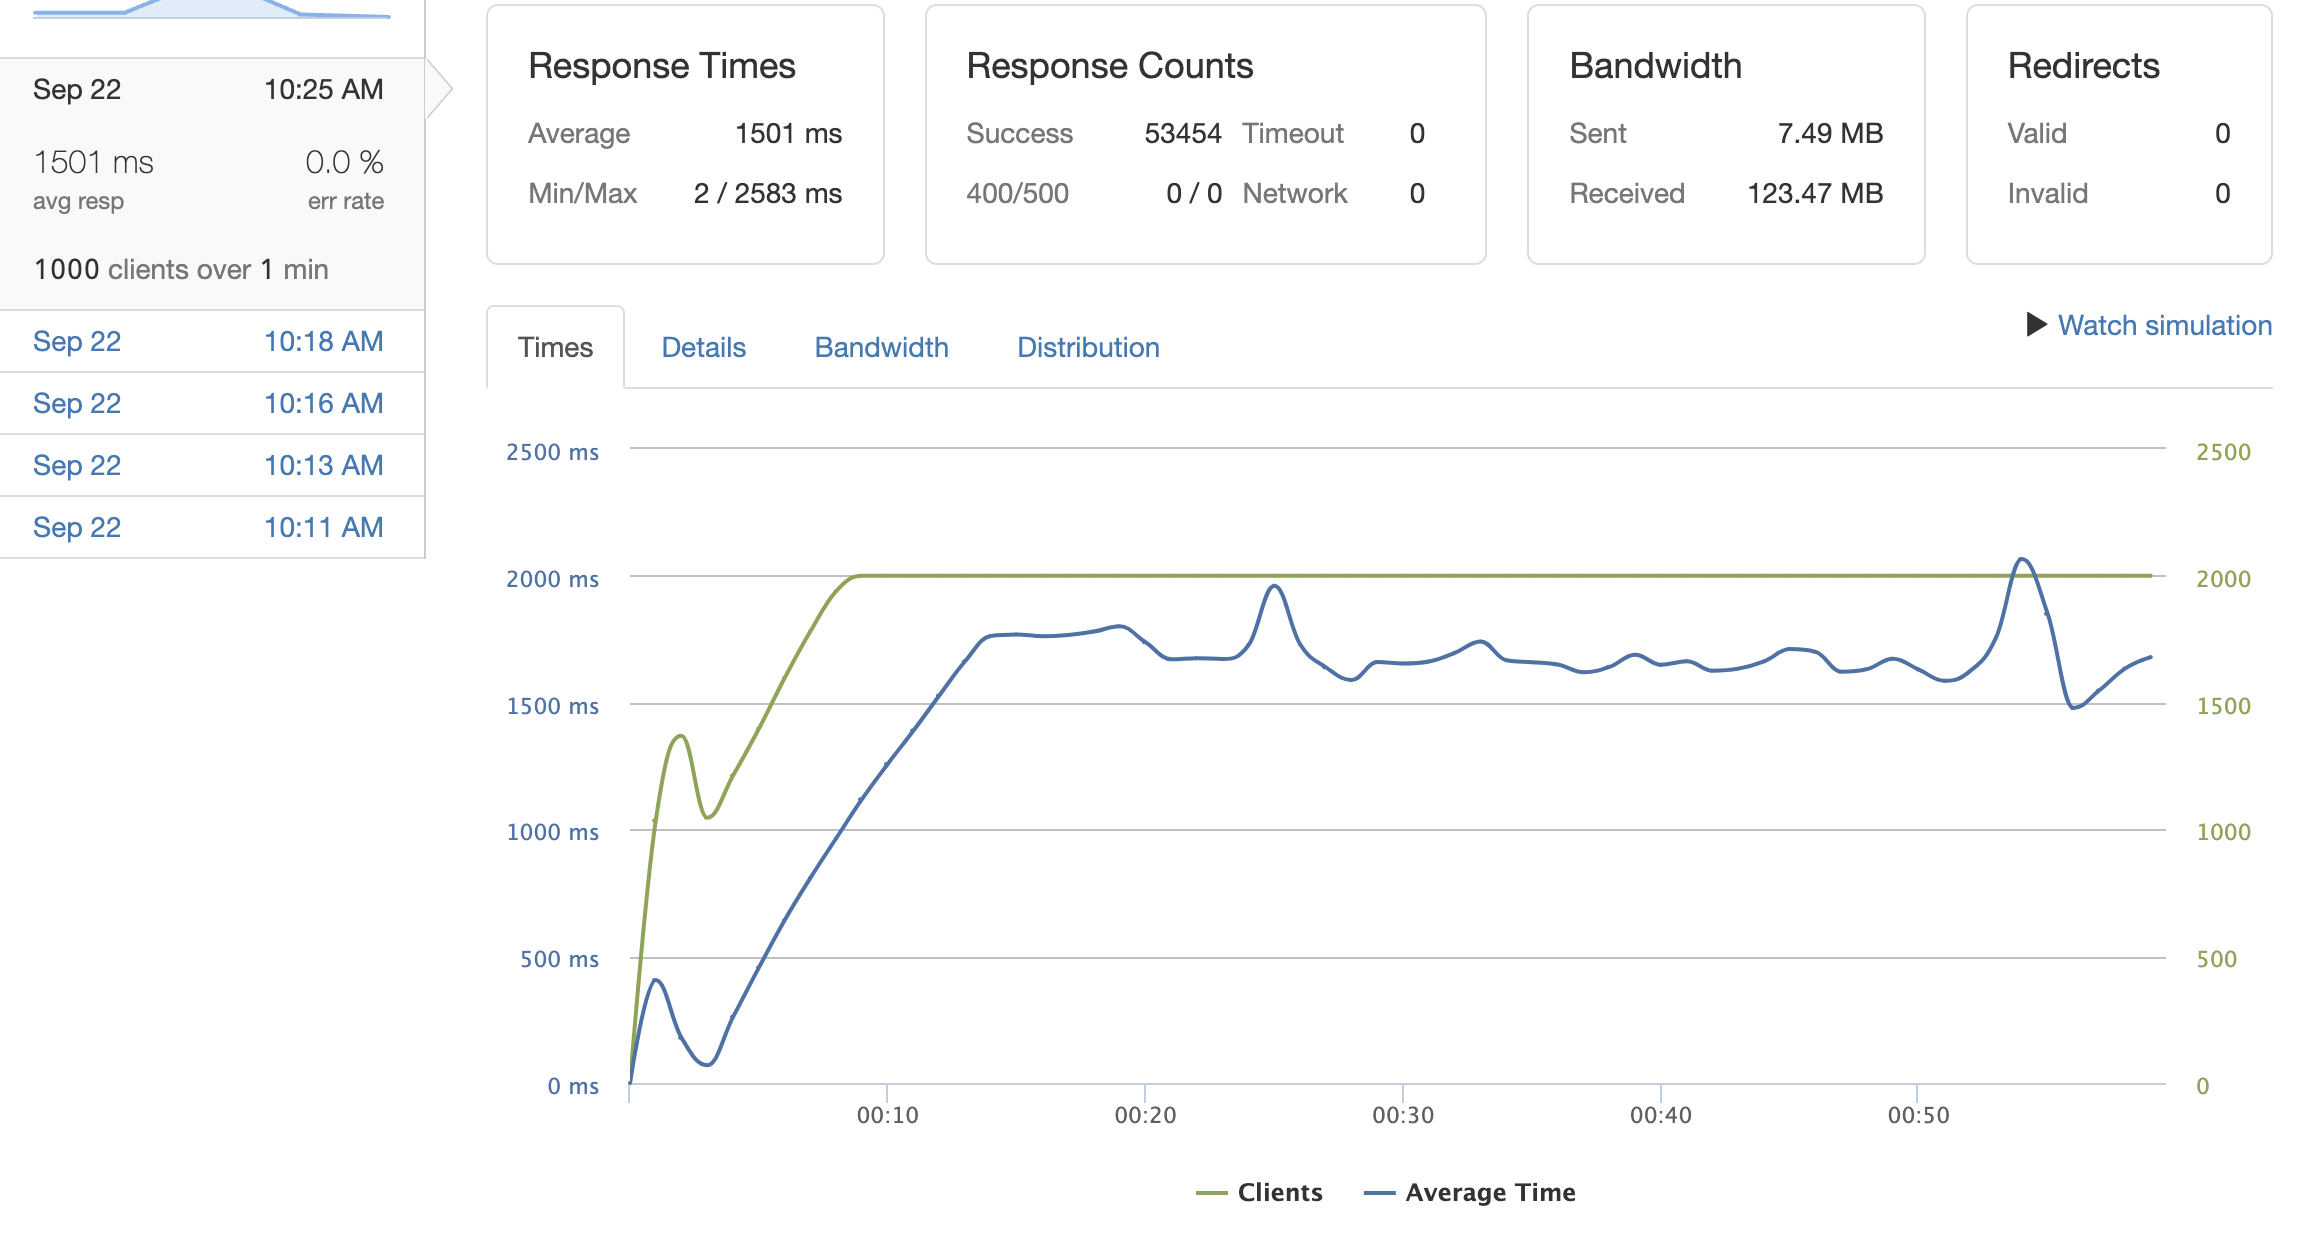 Sep 22 10:25 AM
1501 ms 0.0 %
avg resp err rate
1000 clients over 1 min
Sep 22 10:18 AM
Sep 22 10:16 AM
Sep 22 10:13 AM
Sep 22 10:11 AM
Response Times
Average 1501 ms
Min/Max 2 / 2583 ms
Response Counts
Success 53454 Timeout 0
400/500 0 / 0 Network 0
Bandwidth
Sent 7.49 MB
Received 123.47 MB
Redirects
Valid 0
Invalid 0
Times Details Bandwidth Distribution
Watch simulation
2500 ms 2500
2000 ms 2000
1500 ms 1500
1000 ms 1000
500 ms 500
0 ms 0
00:10 00:20 00:30 00:40 00:50
Clients Average Time